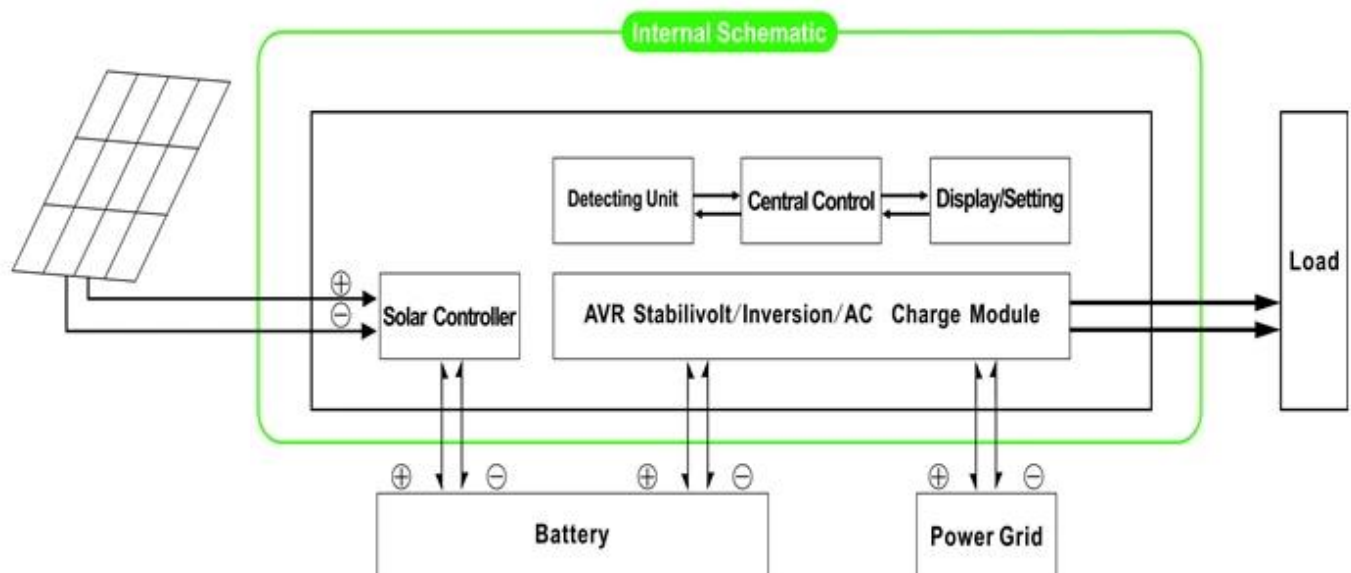 Internal Schematic
Detecting Unit
Central Control
Display/Setting
Load
⊕
⊖
Solar Controller
AVR Stabilivolt/Inversion/AC Charge Module
⊕ ⊖ ⊕ ⊖ ⊕ ⊖
Battery
Power Grid